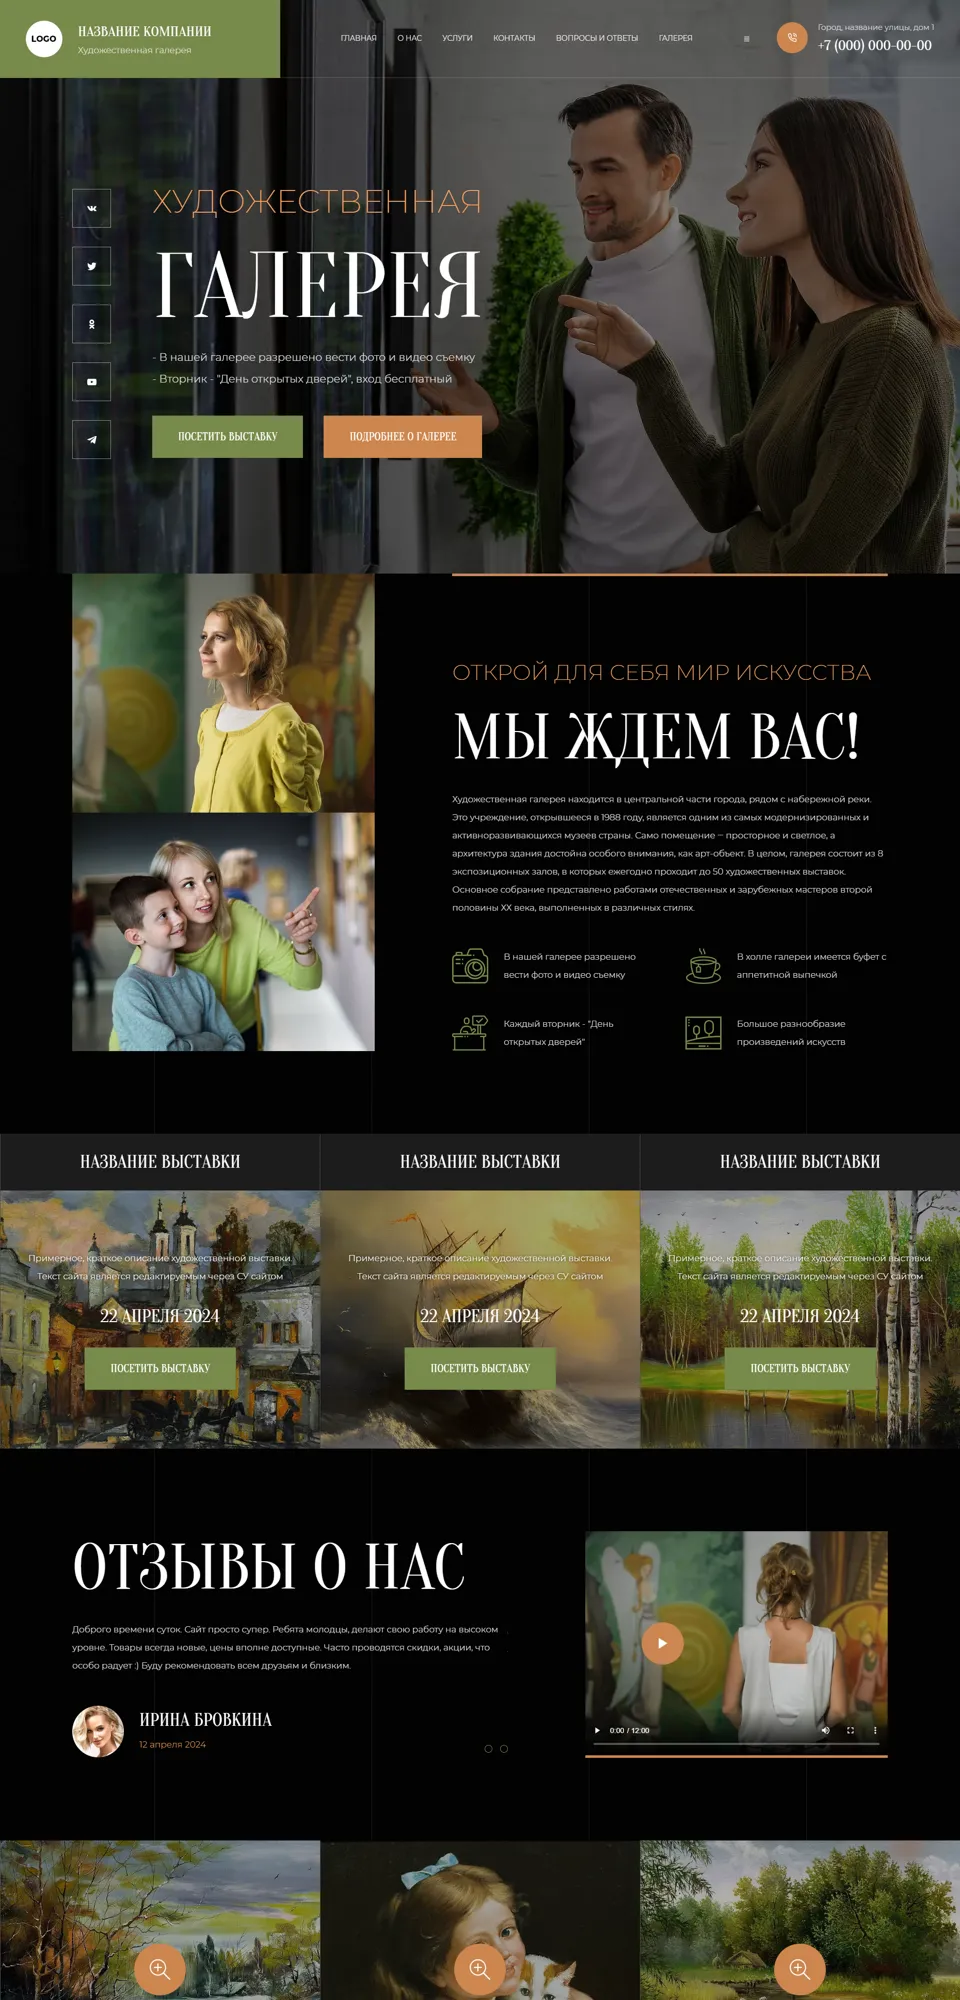 LOGO
НАЗВАНИЕ КОМПАНИИ
Художественная галерея
ГЛАВНАЯ О НАС УСЛУГИ КОНТАКТЫ ВОПРОСЫ И ОТВЕТЫ ГАЛЕРЕЯ
Город, название улицы, дом 1
+7 (000) 000-00-00
ХУДОЖЕСТВЕННАЯ
ГАЛЕРЕЯ
- В нашей галерее разрешено вести фото и видео съемку
- Вторник - "День открытых дверей", вход бесплатный
ПОСЕТИТЬ ВЫСТАВКУ
ПОДРОБНЕЕ О ГАЛЕРЕЕ
ОТКРОЙ ДЛЯ СЕБЯ МИР ИСКУССТВА
МЫ ЖДЕМ ВАС!
Художественная галерея находится в центральной части города, рядом с набережной реки.
Это учреждение, открывшееся в 1988 году, является одним из самых модернизированных и
активноразвивающихся музеев страны. Само помещение – просторное и светлое, а
архитектура здания достойна особого внимания, как арт-объект. В целом, галерея состоит из 8
экспозиционных залов, в которых ежегодно проходит до 50 художественных выставок.
Основное собрание представлено работами отечественных и зарубежных мастеров второй
половины XX века, выполненных в различных стилях.
В нашей галерее разрешено
вести фото и видео съемку
В холле галереи имеется буфет с
аппетитной выпечкой
Каждый вторник - "День
открытых дверей"
Большое разнообразие
произведений искусств
НАЗВАНИЕ ВЫСТАВКИ
Примерное, краткое описание художественной выставки.
Текст сайта является редактируемым через СУ сайтом
22 АПРЕЛЯ 2024
ПОСЕТИТЬ ВЫСТАВКУ
НАЗВАНИЕ ВЫСТАВКИ
Примерное, краткое описание художественной выставки.
Текст сайта является редактируемым через СУ сайтом
22 АПРЕЛЯ 2024
ПОСЕТИТЬ ВЫСТАВКУ
НАЗВАНИЕ ВЫСТАВКИ
Примерное, краткое описание художественной выставки.
Текст сайта является редактируемым через СУ сайтом
22 АПРЕЛЯ 2024
ПОСЕТИТЬ ВЫСТАВКУ
ОТЗЫВЫ О НАС
Доброго времени суток. Сайт просто супер. Ребята молодцы, делают свою работу на высоком
уровне. Товары всегда новые, цены вполне доступные. Часто проводятся скидки, акции, что
особо радует :) Буду рекомендовать всем друзьям и близким.
ИРИНА БРОВКИНА
12 апреля 2024
0:00 / 12:00